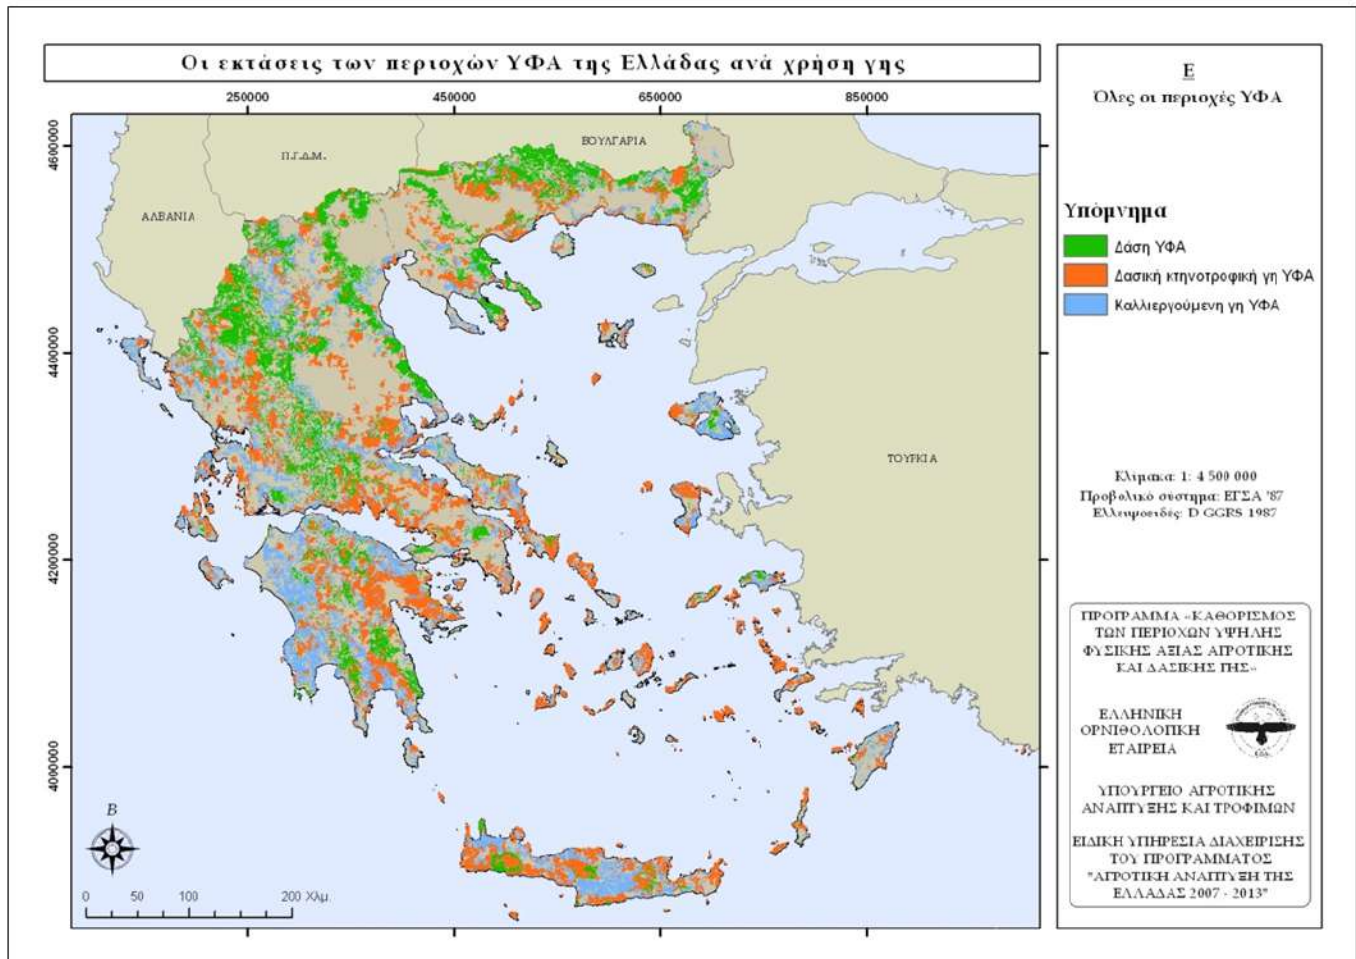 Οι εκτάσεις των περιοχών ΥΦΑ της Ελλάδας ανά χρήση γης
250000 450000 650000 850000
4600000
4400000
4200000
4000000
ΒΟΥΛΓΑΡΙΑ
Π.Γ.Δ.Μ.
ΑΛΒΑΝΙΑ
ΤΟΥΡΚΙΑ
Β
0 50 100 200 Χλμ.
Ε
Όλες οι περιοχές ΥΦΑ
Υπόμνημα
Δάση ΥΦΑ
Δασική κτηνοτροφική γη ΥΦΑ
Καλλιεργούμενη γη ΥΦΑ
Κλίμακα: 1: 4 500 000
Προβολικό σύστημα: ΕΓΣΑ '87
Ελλειψοειδές: D GGRS 1987
ΠΡΟΓΡΑΜΜΑ «ΚΑΘΟΡΙΣΜΟΣ
ΤΩΝ ΠΕΡΙΟΧΩΝ ΥΨΗΛΗΣ
ΦΥΣΙΚΗΣ ΑΞΙΑΣ ΑΓΡΟΤΙΚΗΣ
ΚΑΙ ΔΑΣΙΚΗΣ ΓΗΣ»
ΕΛΛΗΝΙΚΗ
ΟΡΝΙΘΟΛΟΓΙΚΗ
ΕΤΑΙΡΕΙΑ
ΥΠΟΥΡΓΕΙΟ ΑΓΡΟΤΙΚΗΣ
ΑΝΑΠΤΥΞΗΣ ΚΑΙ ΤΡΟΦΙΜΩΝ
ΕΙΔΙΚΗ ΥΠΗΡΕΣΙΑ ΔΙΑΧΕΙΡΙΣΗΣ
ΤΟΥ ΠΡΟΓΡΑΜΜΑΤΟΣ
"ΑΓΡΟΤΙΚΗ ΑΝΑΠΤΥΞΗ ΤΗΣ
ΕΛΛΑΔΑΣ 2007 - 2013"